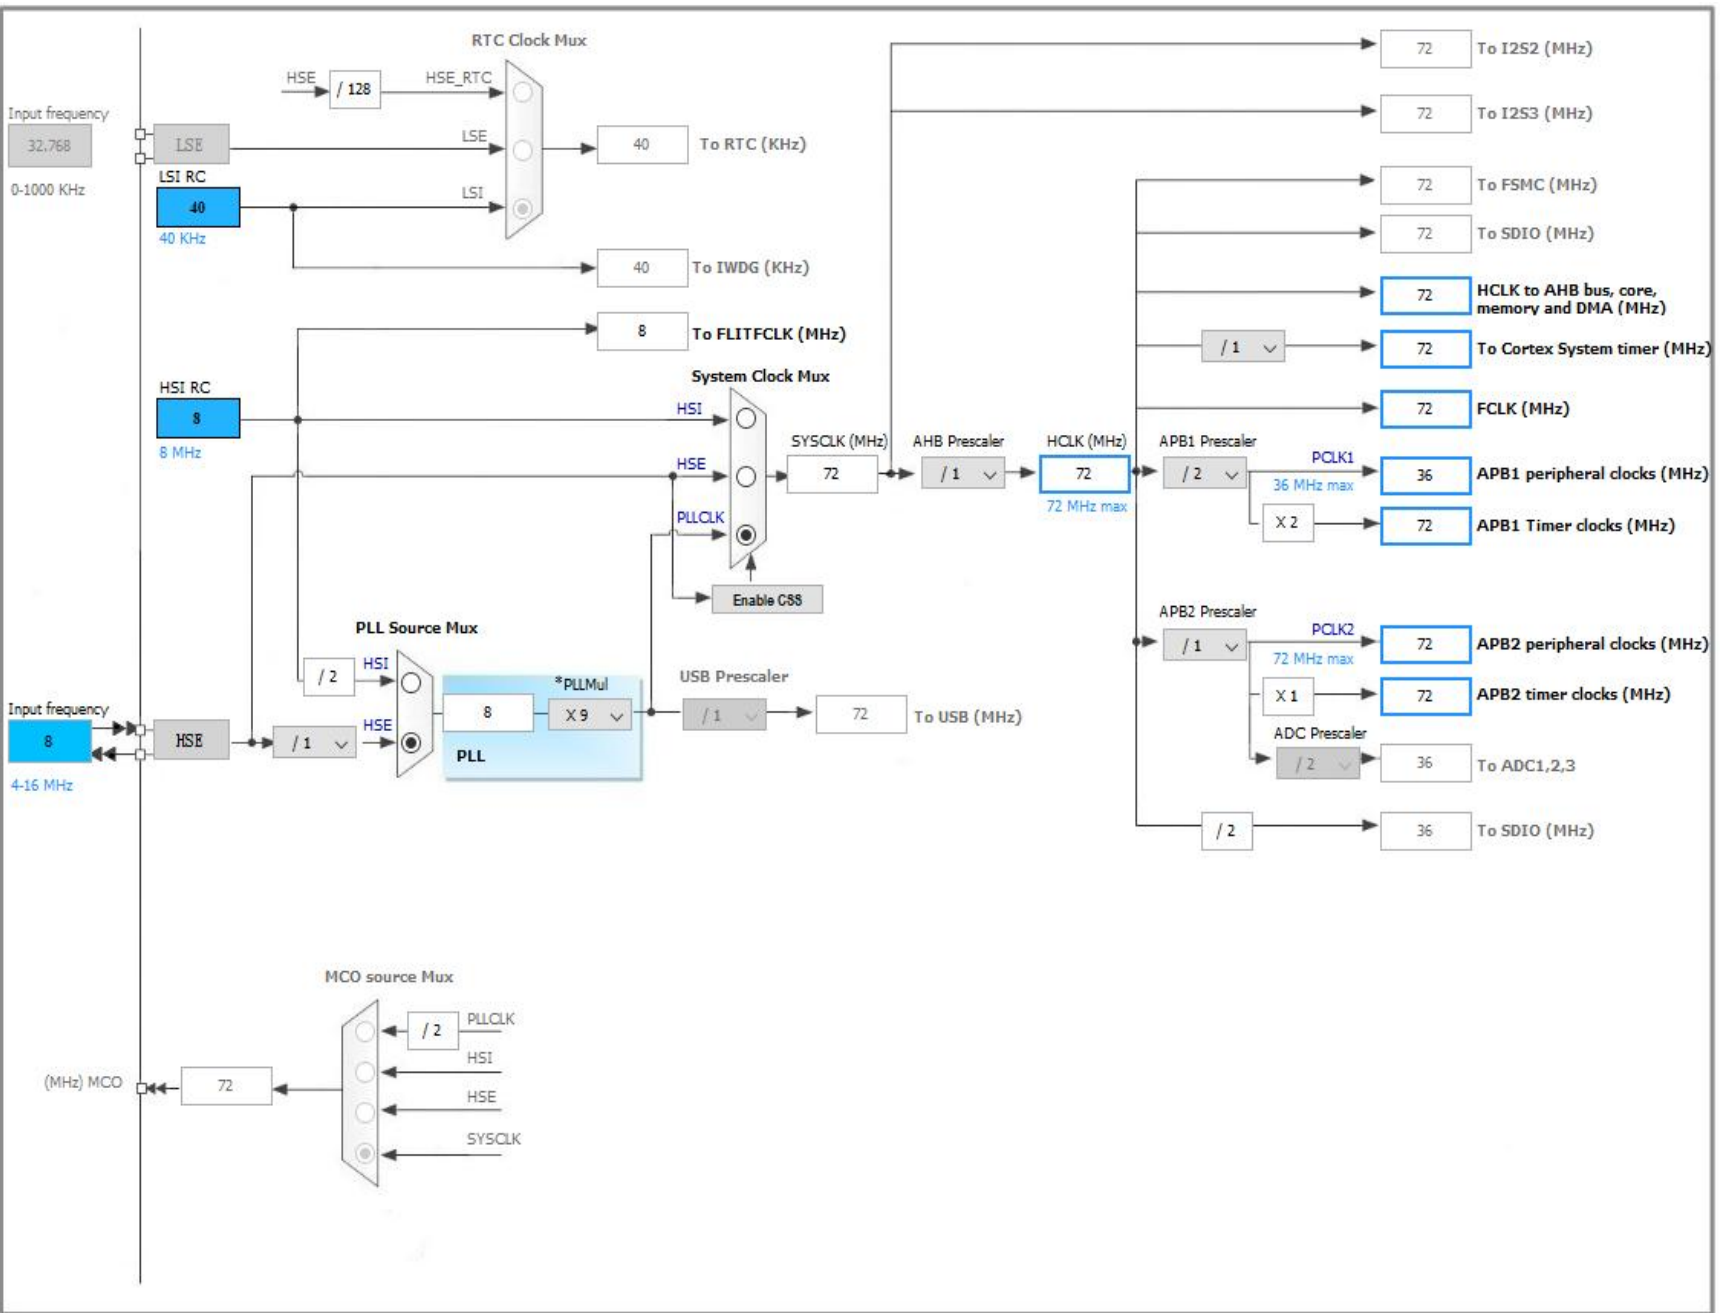 RTC Clock Mux
HSE
/ 128
HSE_RTC
72
To I2S2 (MHz)
Input frequency
72
To I2S3 (MHz)
32.768
LSE
LSE
40
To RTC (KHz)
0-1000 KHz
LSI RC
40
LSI
40 KHz
72
To FSMC (MHz)
72
To SDIO (MHz)
40
To IWDG (KHz)
72
HCLK to AHB bus, core,
memory and DMA (MHz)
8
To FLITFCLK (MHz)
/ 1
72
To Cortex System timer (MHz)
System Clock Mux
HSI RC
8
8 MHz
HSI
72
FCLK (MHz)
SYSCLK (MHz)
AHB Prescaler
HCLK (MHz)
APB1 Prescaler
HSE
72
/ 1
72
72 MHz max
/ 2
PCLK1
36 MHz max
36
APB1 peripheral clocks (MHz)
PLLCLK
X 2
72
APB1 Timer clocks (MHz)
Enable CSS
APB2 Prescaler
PLL Source Mux
/ 1
PCLK2
72 MHz max
72
APB2 peripheral clocks (MHz)
/ 2
HSI
*PLLMul
USB Prescaler
X 1
72
APB2 timer clocks (MHz)
Input frequency
8
4-16 MHz
HSE
/ 1
HSE
8
X 9
PLL
/ 1
72
To USB (MHz)
ADC Prescaler
/ 2
36
To ADC1,2,3
/ 2
36
To SDIO (MHz)
MCO source Mux
/ 2
PLLCLK
HSI
(MHz) MCO
72
HSE
SYSCLK